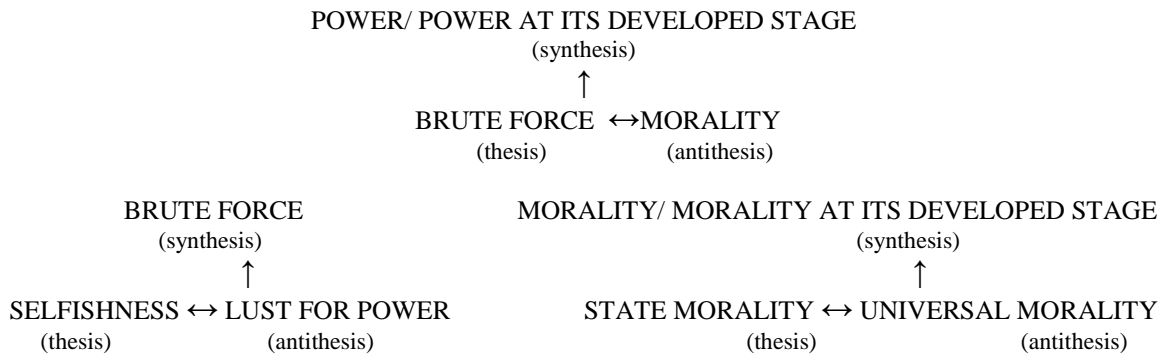 POWER/ POWER AT ITS DEVELOPED STAGE
(synthesis)
↑
BRUTE FORCE ↔MORALITY
(thesis) (antithesis)
BRUTE FORCE MORALITY/ MORALITY AT ITS DEVELOPED STAGE
(synthesis) (synthesis)
↑ ↑
SELFISHNESS ↔ LUST FOR POWER STATE MORALITY ↔ UNIVERSAL MORALITY
(thesis) (antithesis) (thesis) (antithesis)